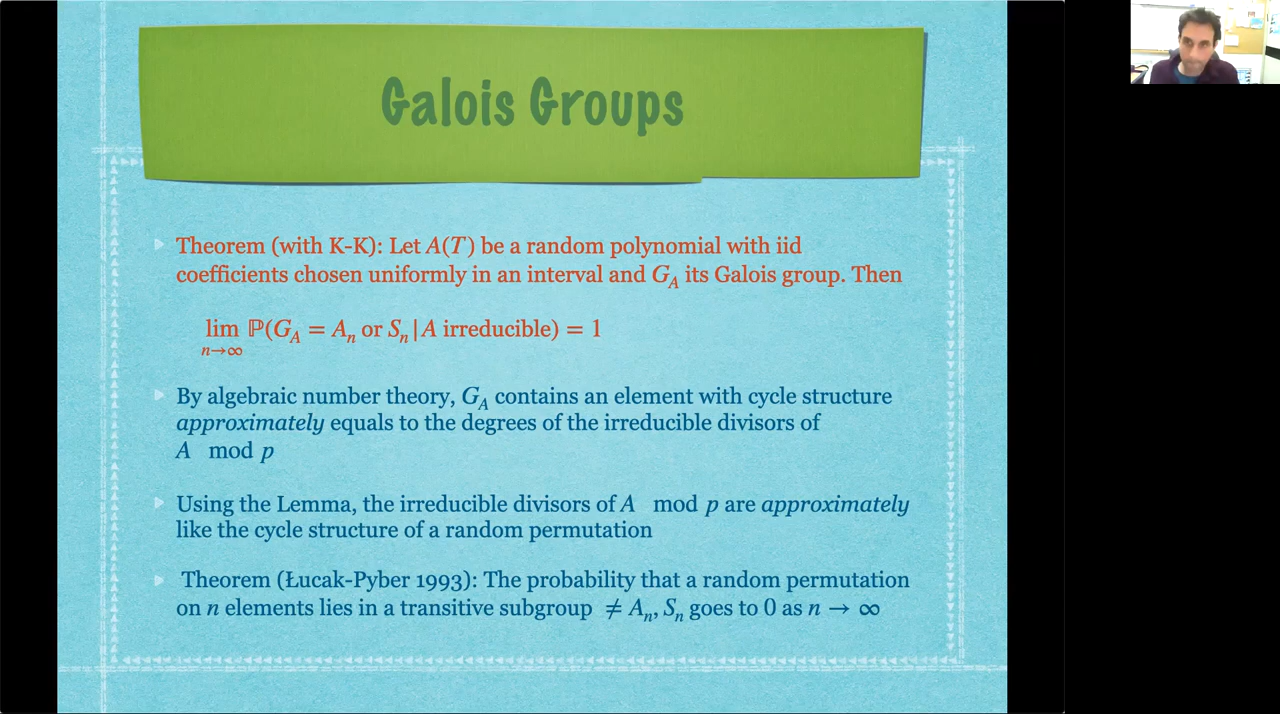 Galois Groups
Theorem (with K-K): Let A(T) be a random polynomial with iid
coefficients chosen uniformly in an interval and G_A its Galois group. Then
lim_{n→∞} ℙ(G_A = A_n or S_n | A irreducible) = 1
By algebraic number theory, G_A contains an element with cycle structure
approximately equals to the degrees of the irreducible divisors of
A mod p
Using the Lemma, the irreducible divisors of A mod p are approximately
like the cycle structure of a random permutation
Theorem (Łucak-Pyber 1993): The probability that a random permutation
on n elements lies in a transitive subgroup ≠ A_n, S_n goes to 0 as n → ∞